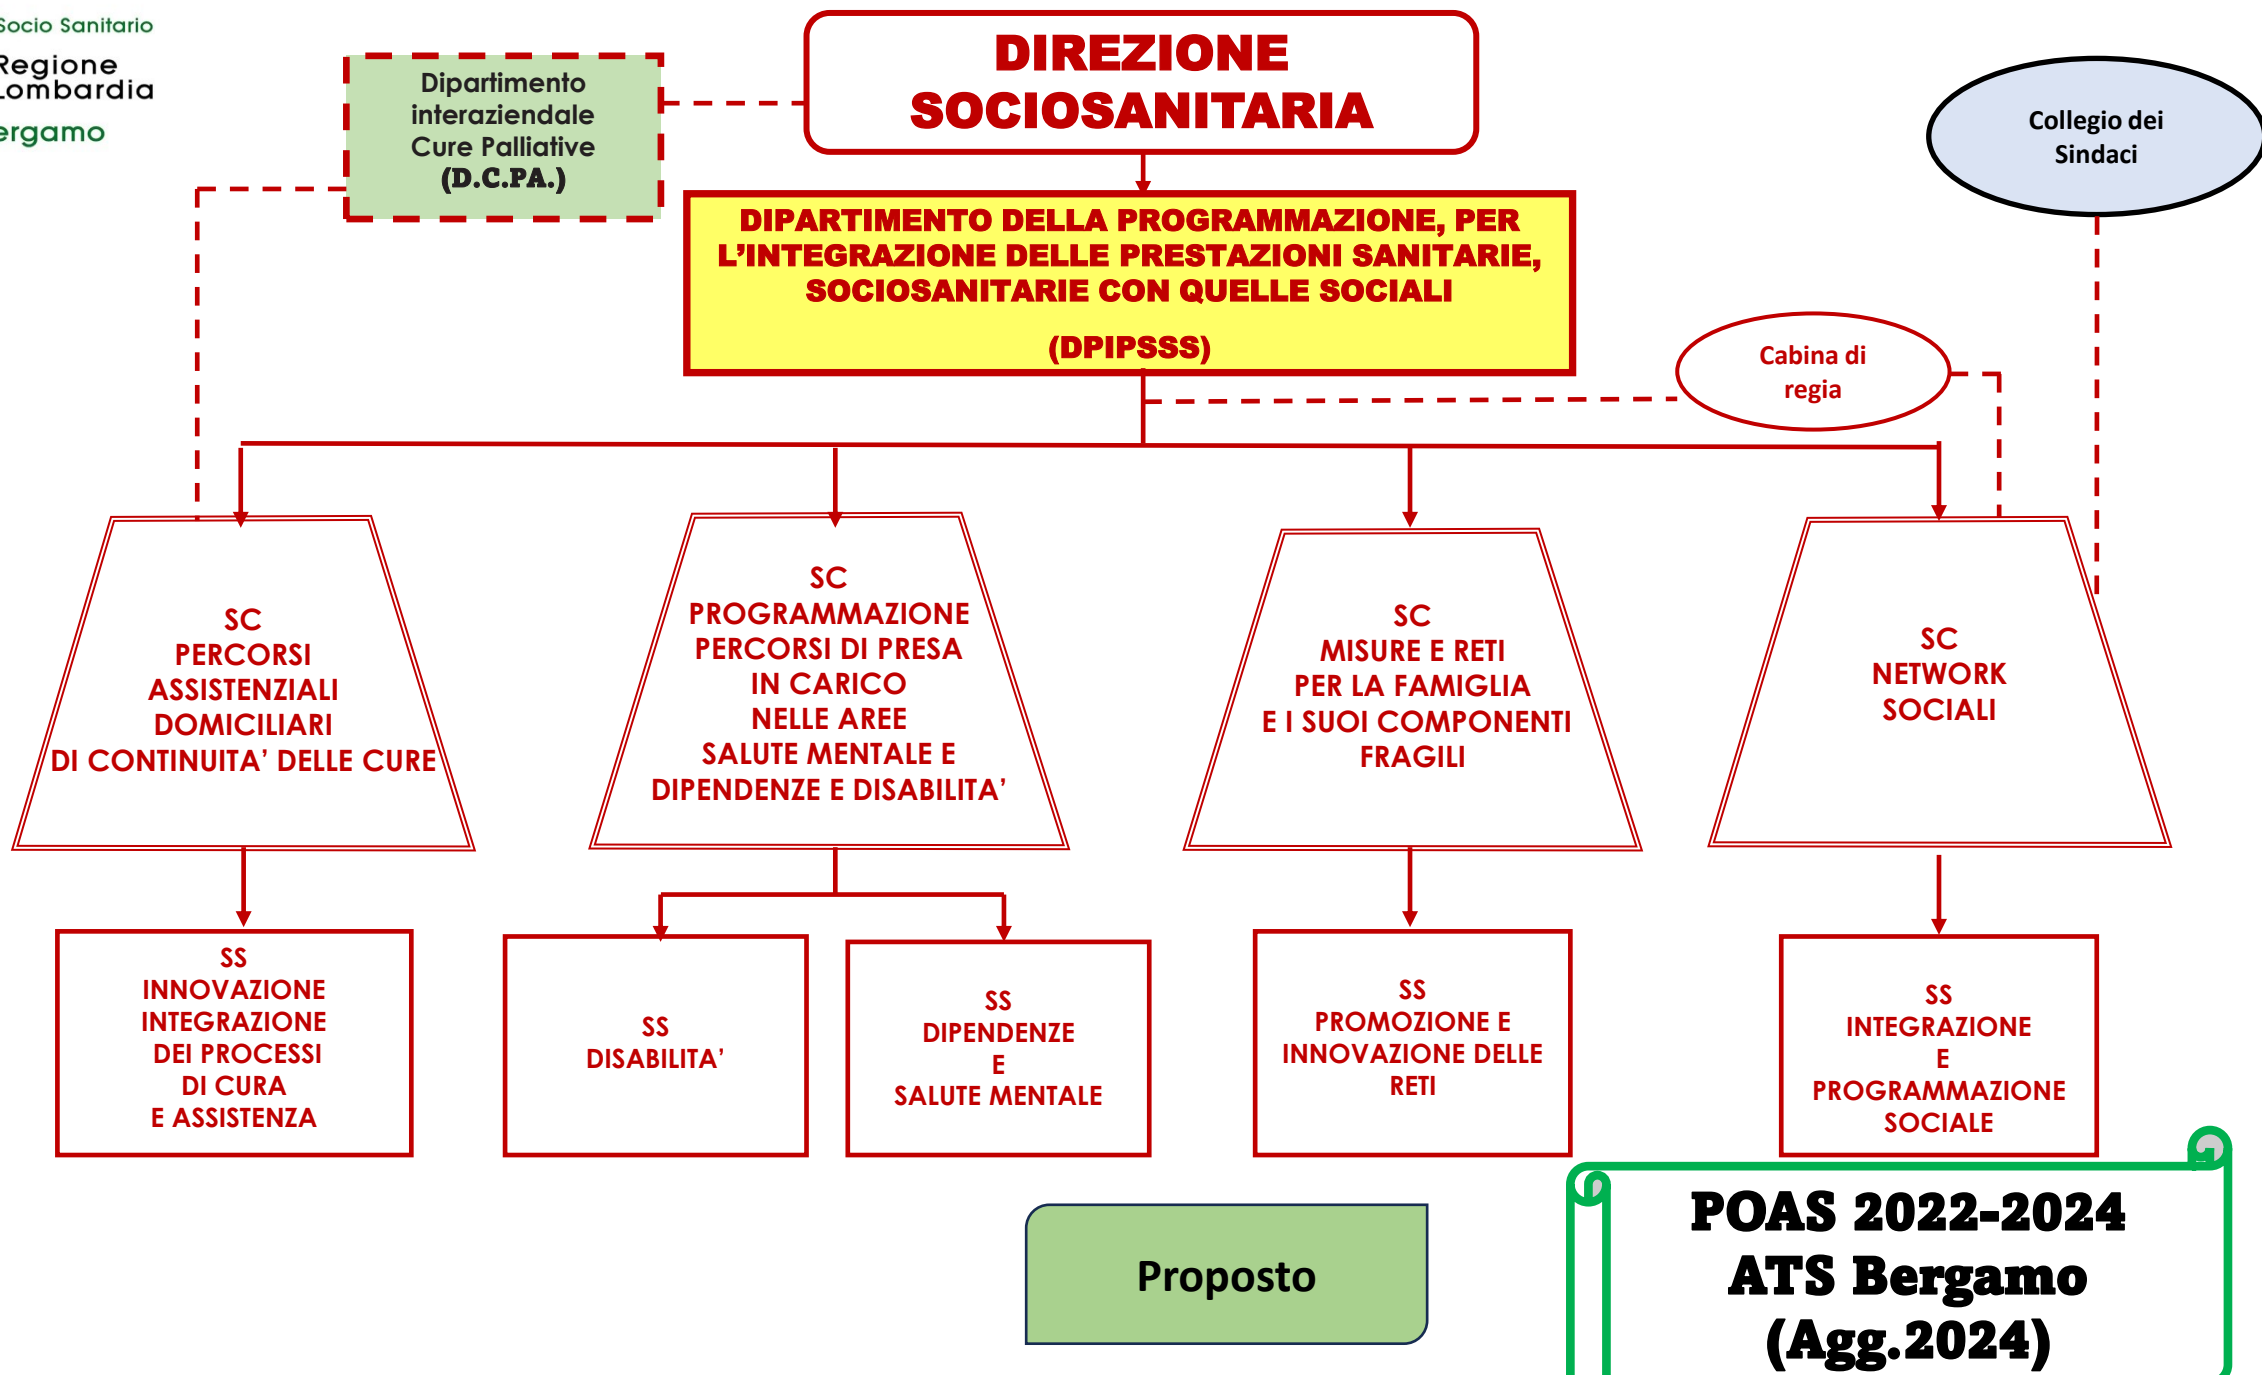 Socio Sanitario
Regione
Lombardia
ergamo
Dipartimento
interaziendale
Cure Palliative
(D.C.PA.)
DIREZIONE
SOCIOSANITARIA
Collegio dei
Sindaci
DIPARTIMENTO DELLA PROGRAMMAZIONE, PER
L’INTEGRAZIONE DELLE PRESTAZIONI SANITARIE,
SOCIOSANITARIE CON QUELLE SOCIALI
(DPIPSSS)
Cabina di
regia
SC
PERCORSI
ASSISTENZIALI
DOMICILIARI
DI CONTINUITA’ DELLE CURE
SC
PROGRAMMAZIONE
PERCORSI DI PRESA
IN CARICO
NELLE AREE
SALUTE MENTALE E
DIPENDENZE E DISABILITA’
SC
MISURE E RETI
PER LA FAMIGLIA
E I SUOI COMPONENTI
FRAGILI
SC
NETWORK
SOCIALI
SS
INNOVAZIONE
INTEGRAZIONE
DEI PROCESSI
DI CURA
E ASSISTENZA
SS
DISABILITA’
SS
DIPENDENZE
E
SALUTE MENTALE
SS
PROMOZIONE E
INNOVAZIONE DELLE
RETI
SS
INTEGRAZIONE
E
PROGRAMMAZIONE
SOCIALE
Proposto
POAS 2022-2024
ATS Bergamo
(Agg.2024)